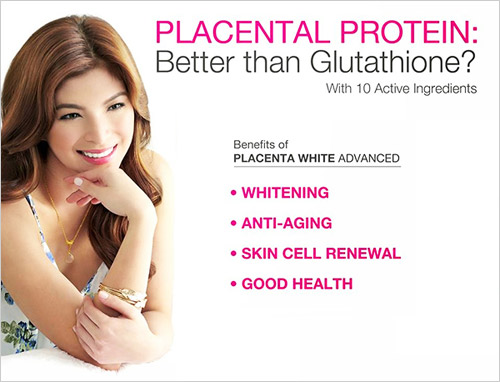 PLACENTAL PROTEIN:
Better than Glutathione?
With 10 Active Ingredients
Benefits of
PLACENTA WHITE ADVANCED
• WHITENING
• ANTI-AGING
• SKIN CELL RENEWAL
• GOOD HEALTH